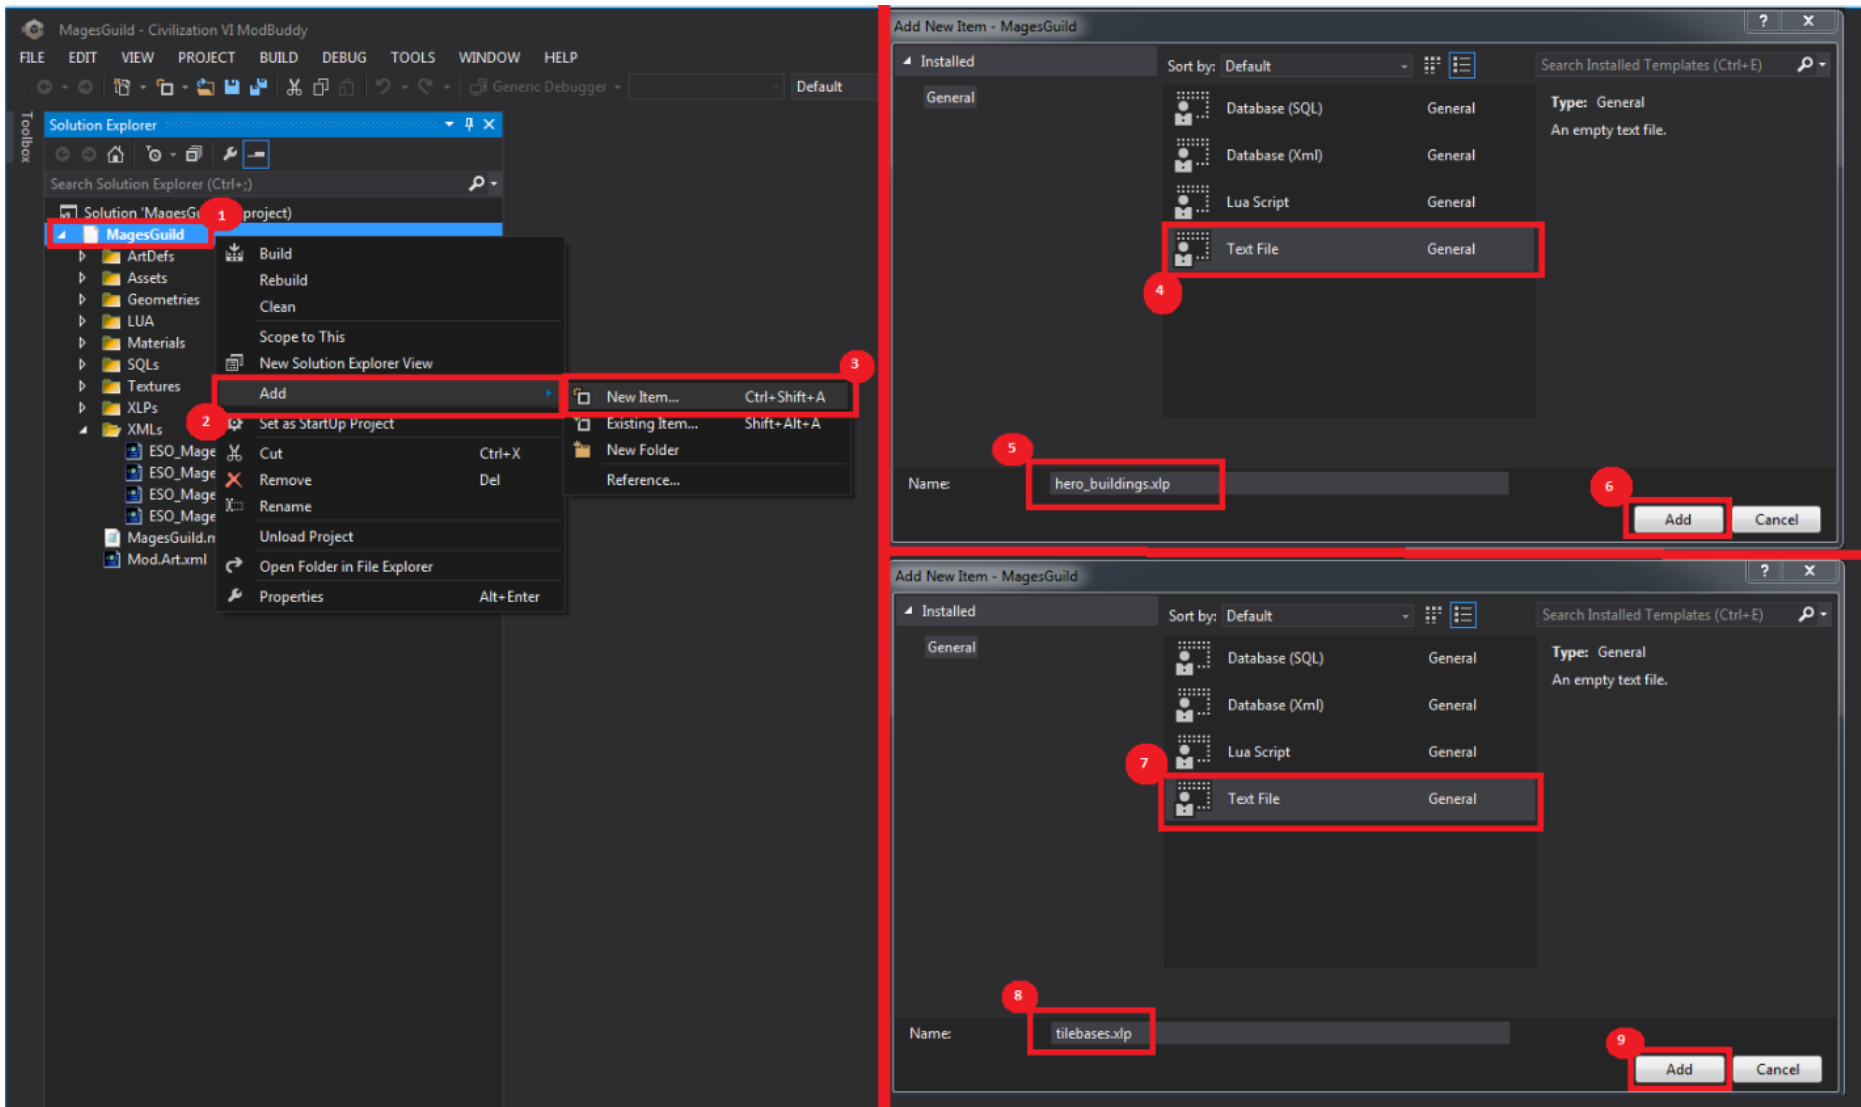 MagesGuild - Civilization VI ModBuddy
FILE EDIT VIEW PROJECT BUILD DEBUG TOOLS WINDOW HELP
Generic Debugger Default
Toolbox
Solution Explorer
Search Solution Explorer (Ctrl+;)
Solution 'MagesGu 1 project)
MagesGuild
ArtDefs
Assets
Geometries
LUA
Materials
SQLs
Textures
XLPs
XMLs
ESO_Mage
ESO_Mage
ESO_Mage
ESO_Mage
MagesGuild.m
Mod.Art.xml
Build
Rebuild
Clean
Scope to This
New Solution Explorer View
Add
2
Set as StartUp Project
Cut Ctrl+X
Remove Del
Rename
Unload Project
Open Folder in File Explorer
Properties Alt+Enter
3
New Item... Ctrl+Shift+A
Existing Item... Shift+Alt+A
New Folder
Reference...
Add New Item - MagesGuild
? X
Installed
General
Sort by: Default
Search Installed Templates (Ctrl+E)
Database (SQL) General
Database (Xml) General
Lua Script General
Text File General
4
Type: General
An empty text file.
5
Name: hero_buildings.xlp
6
Add Cancel
Add New Item - MagesGuild
? X
Installed
General
Sort by: Default
Search Installed Templates (Ctrl+E)
Database (SQL) General
Database (Xml) General
Lua Script General
7
Text File General
Type: General
An empty text file.
8
Name: tilebases.xlp
9
Add Cancel